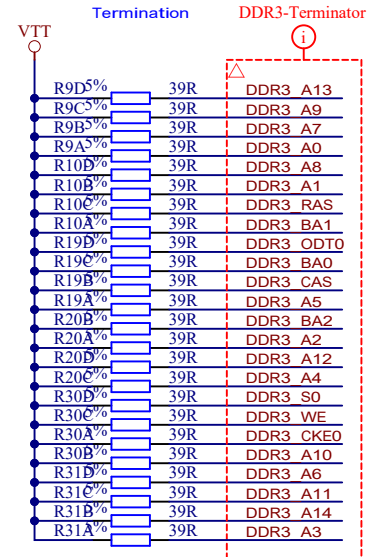 Termination DDR3-Terminator
VTT
i
R9D 5% 39R DDR3_A13
R9C 5% 39R DDR3_A9
R9B 5% 39R DDR3_A7
R9A 5% 39R DDR3_A0
R10D 5% 39R DDR3_A8
R10B 5% 39R DDR3_A1
R10C 5% 39R DDR3_RAS
R10A 5% 39R DDR3_BA1
R19D 5% 39R DDR3_ODT0
R19C 5% 39R DDR3_BA0
R19B 5% 39R DDR3_CAS
R19A 5% 39R DDR3_A5
R20B 5% 39R DDR3_BA2
R20A 5% 39R DDR3_A2
R20D 5% 39R DDR3_A12
R20C 5% 39R DDR3_A4
R30D 5% 39R DDR3_S0
R30C 5% 39R DDR3_WE
R30A 5% 39R DDR3_CKE0
R30B 5% 39R DDR3_A10
R31D 5% 39R DDR3_A6
R31C 5% 39R DDR3_A11
R31B 5% 39R DDR3_A14
R31A 5% 39R DDR3_A3